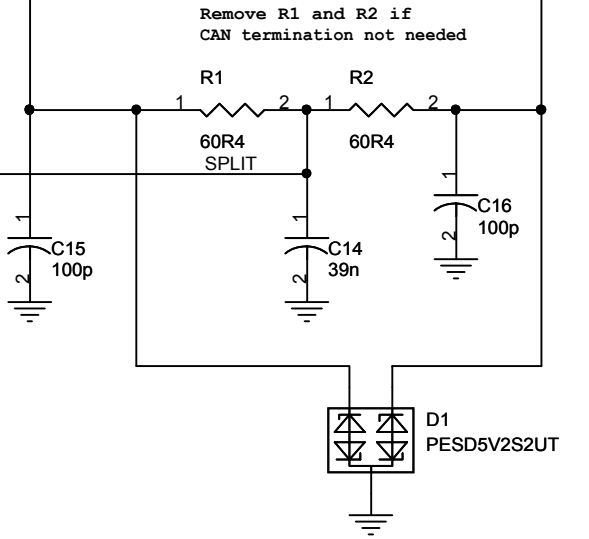 Remove R1 and R2 if
CAN termination not needed
R1
R2
1
2
1
2
60R4
60R4
SPLIT
1
C16
100p
2
1
C15
100p
2
1
C14
39n
2
D1
PESD5V2S2UT